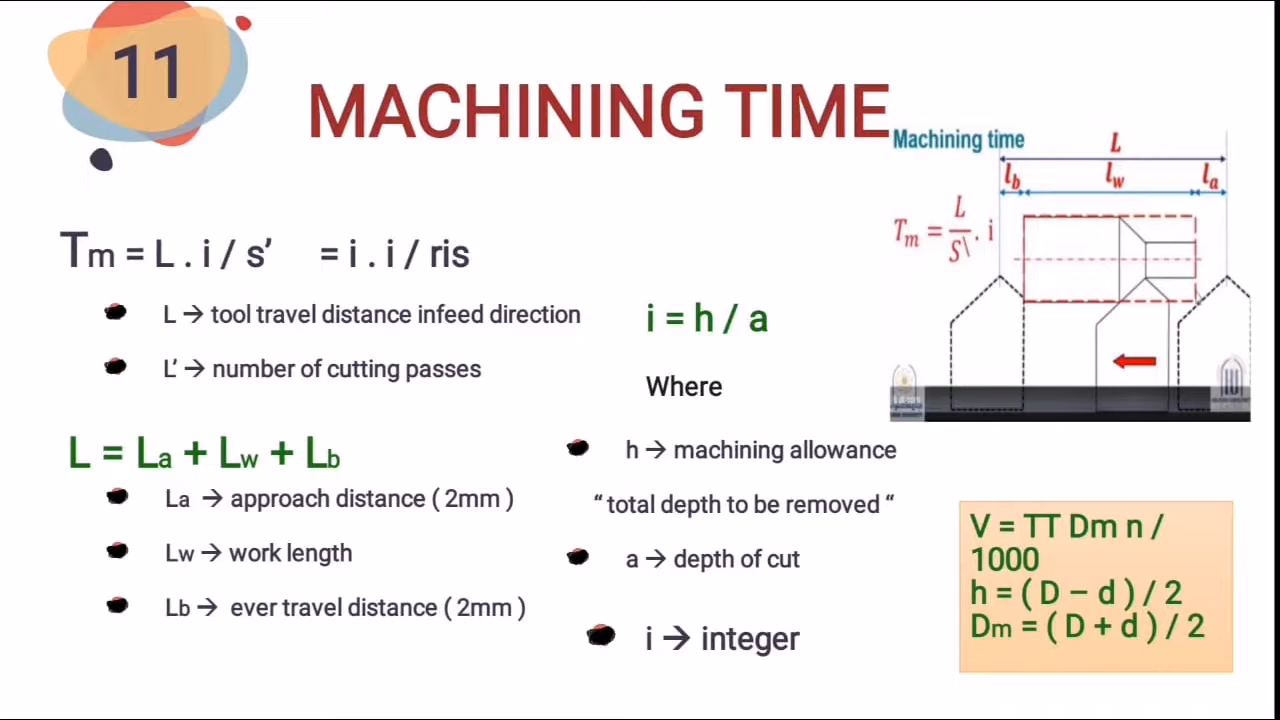 11
MACHINING TIME
Machining time
L
lb lw la
Tm = L / S\ . i
Tm = L . i / s’ = i . i / ris
L → tool travel distance infeed direction
L’ → number of cutting passes
i = h / a
Where
L = La + Lw + Lb
La → approach distance ( 2mm )
Lw → work length
Lb → ever travel distance ( 2mm )
h → machining allowance
“ total depth to be removed “
a → depth of cut
i → integer
V = TT Dm n /
1000
h = ( D – d ) / 2
Dm = ( D + d ) / 2